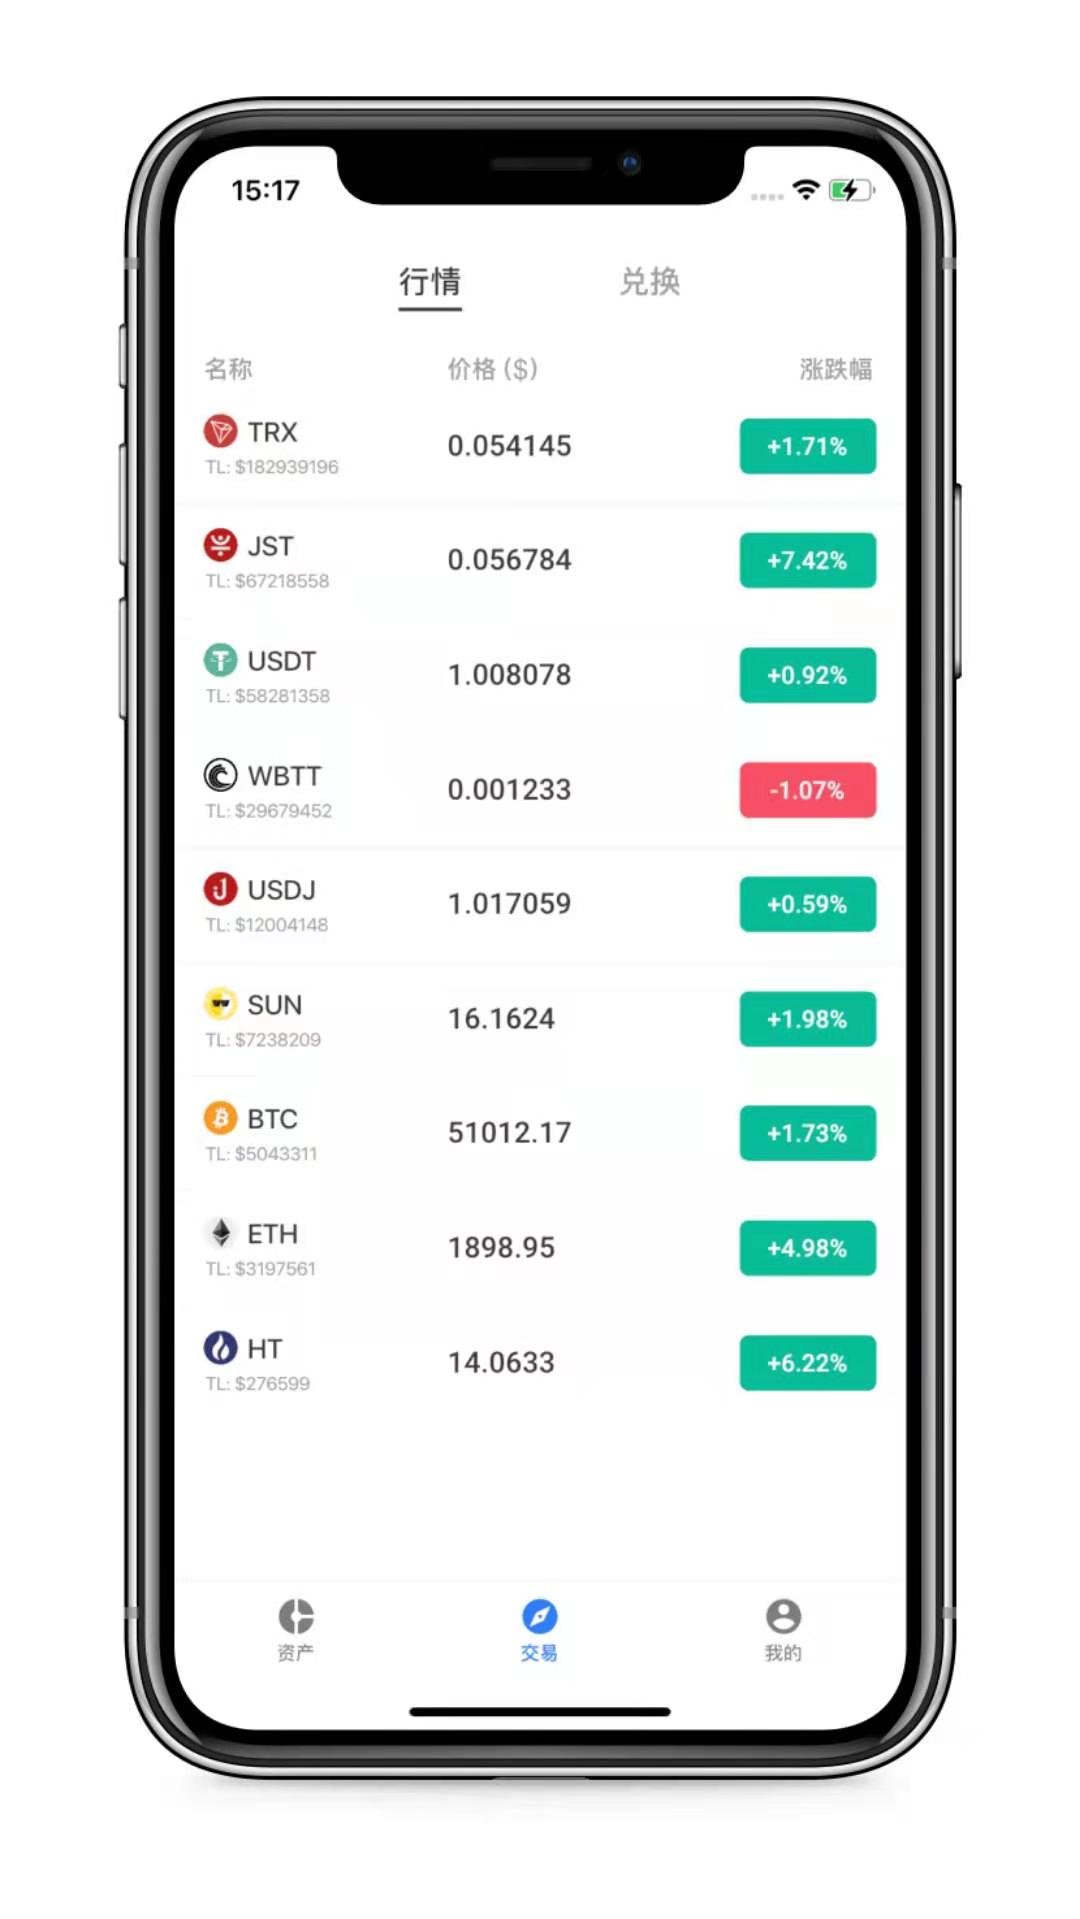 15:17
行情 兑换
名称 价格 ($) 涨跌幅
TRX
TL: $182939196
0.054145
+1.71%
JST
TL: $67218558
0.056784
+7.42%
USDT
TL: $58281358
1.008078
+0.92%
WBTT
TL: $29679452
0.001233
-1.07%
USDJ
TL: $12004148
1.017059
+0.59%
SUN
TL: $7238209
16.1624
+1.98%
BTC
TL: $5043311
51012.17
+1.73%
ETH
TL: $3197561
1898.95
+4.98%
HT
TL: $276599
14.0633
+6.22%
资产 交易 我的